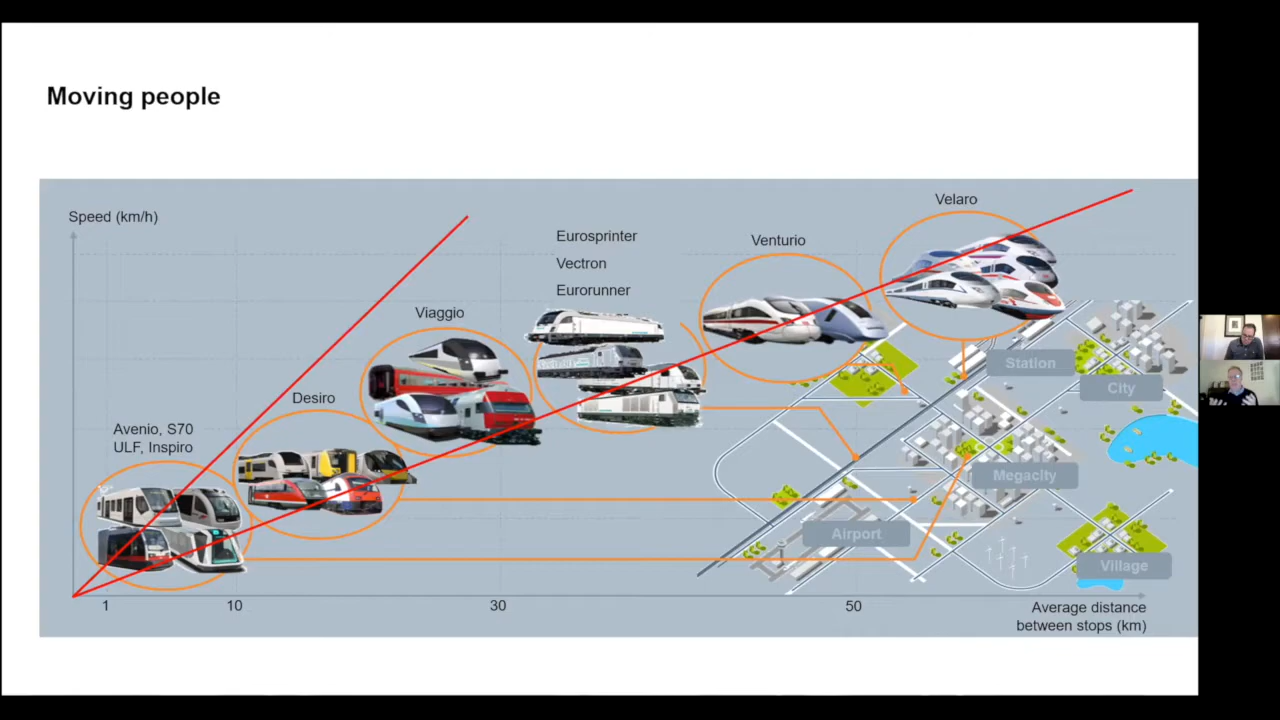 Moving people
Speed (km/h)
Velaro
Venturio
Eurosprinter
Vectron
Eurorunner
Viaggio
Desiro
Avenio, S70
ULF, Inspiro
Station
City
Megacity
Airport
Village
1
10
30
50
Average distance
between stops (km)